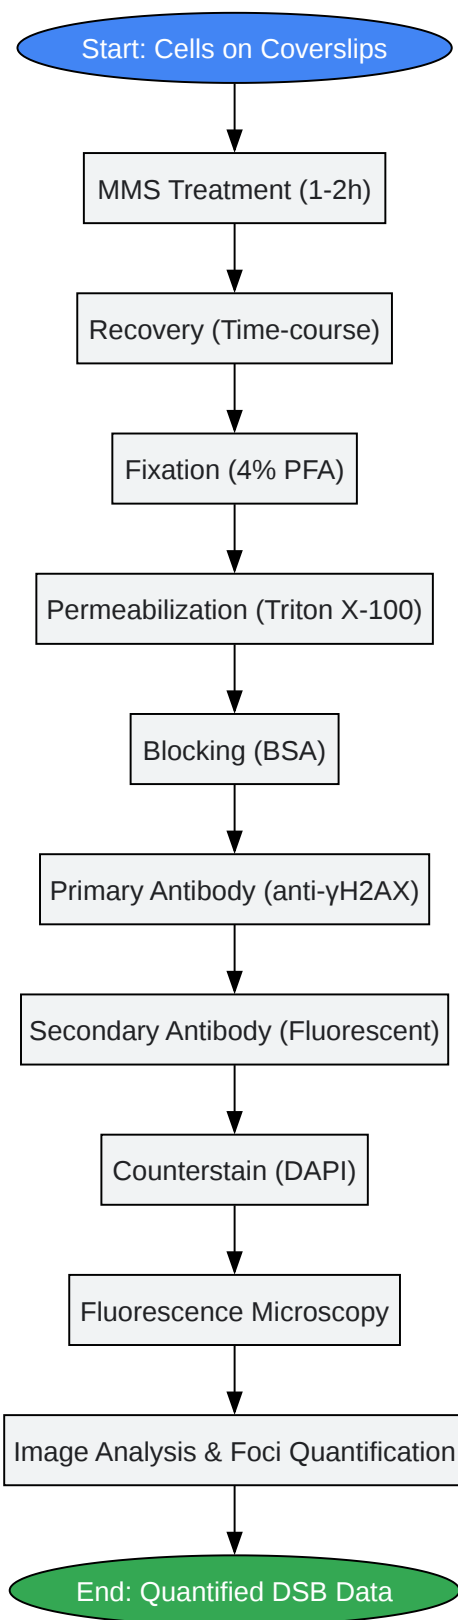 Start: Cells on Coverslips
MMS Treatment (1-2h)
Recovery (Time-course)
Fixation (4% PFA)
Permeabilization (Triton X-100)
Blocking (BSA)
Primary Antibody (anti-γH2AX)
Secondary Antibody (Fluorescent)
Counterstain (DAPI)
Fluorescence Microscopy
Image Analysis & Foci Quantification
End: Quantified DSB Data